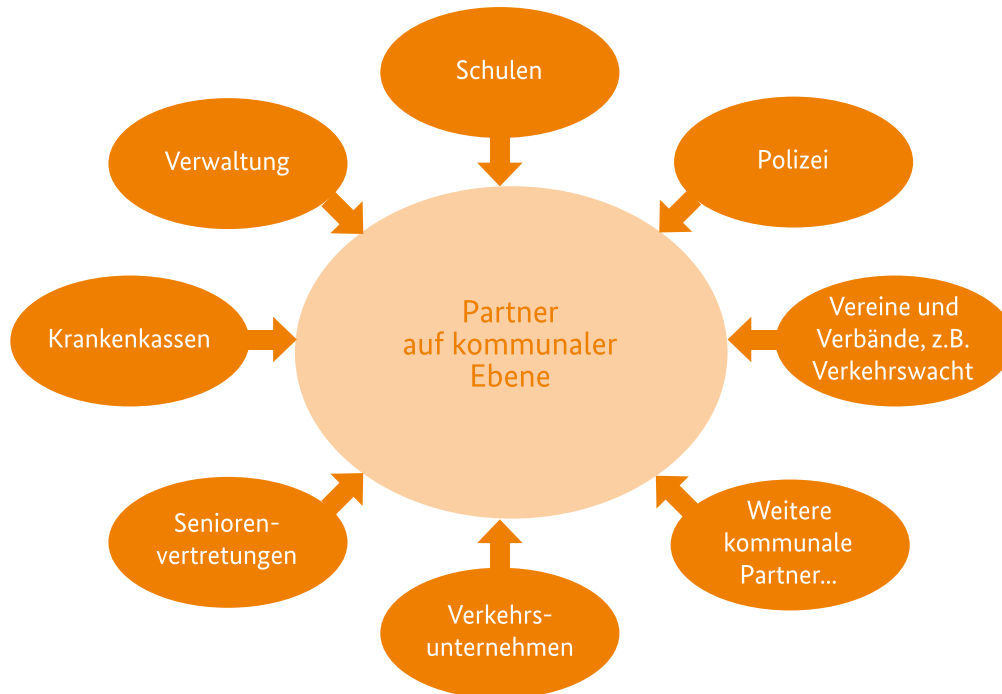 Schulen
Verwaltung
Polizei
Krankenkassen
Partner
auf kommunaler
Ebene
Vereine und
Verbände, z.B.
Verkehrswacht
Senioren-
vertretungen
Weitere
kommunale
Partner...
Verkehrs-
unternehmen